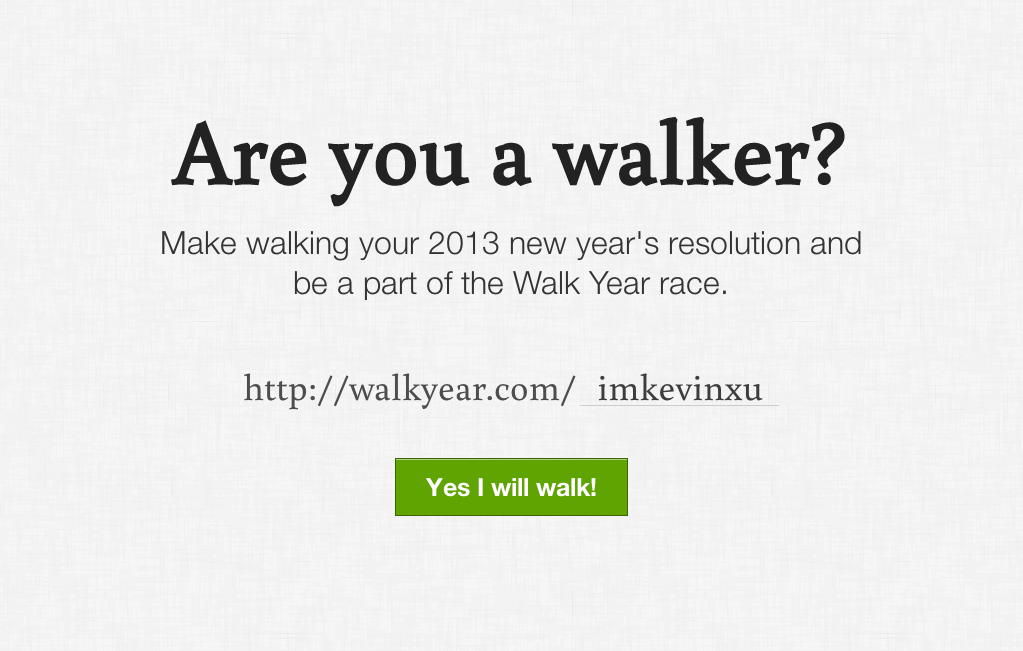 Are you a walker?
Make walking your 2013 new year's resolution and
be a part of the Walk Year race.
http://walkyear.com/ imkevinxu
Yes I will walk!